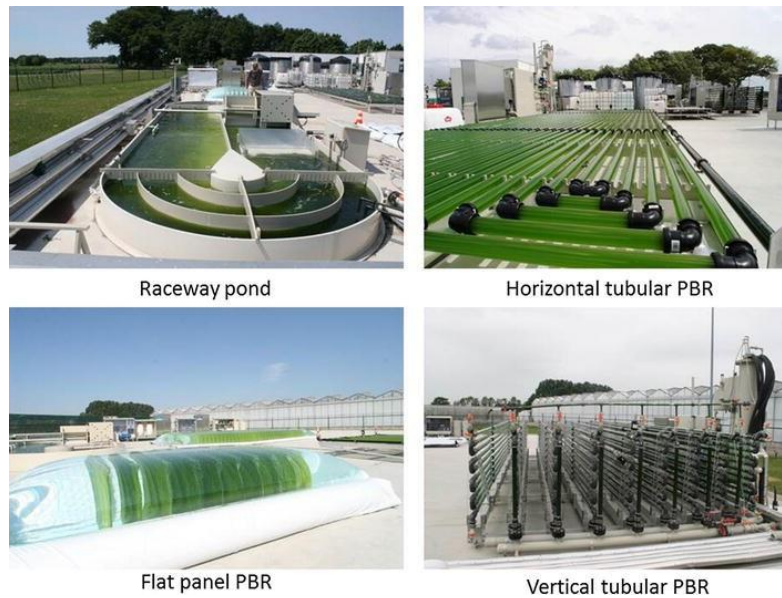 Raceway pond
Horizontal tubular PBR
Flat panel PBR
Vertical tubular PBR